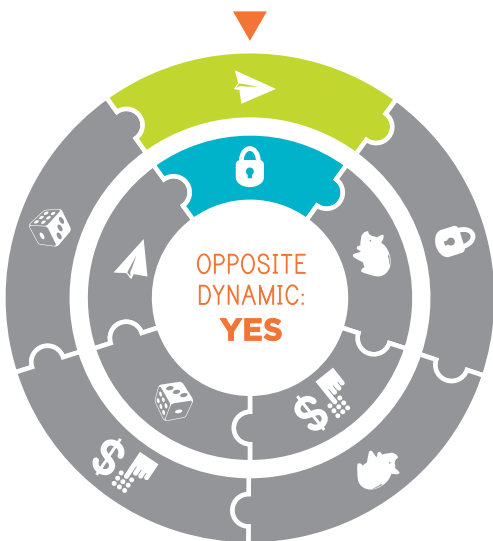 OPPOSITE
DYNAMIC:
YES
$
$